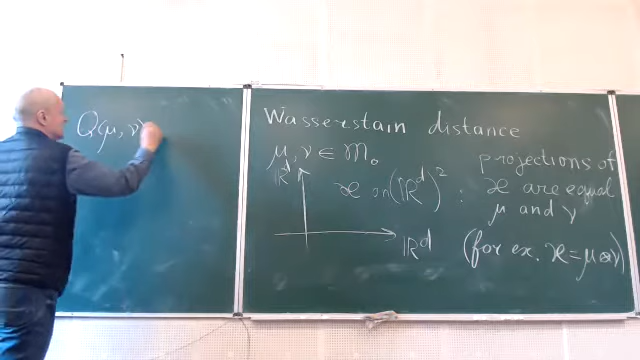 Q(μ, ν)
Wasserstain distance
μ, ν ∈ m₀
ℝᵈ
ϰ on (ℝᵈ)² : projections of
ϰ are equal
μ and ν
ℝᵈ
(for ex. ϰ = μ⊗ν)